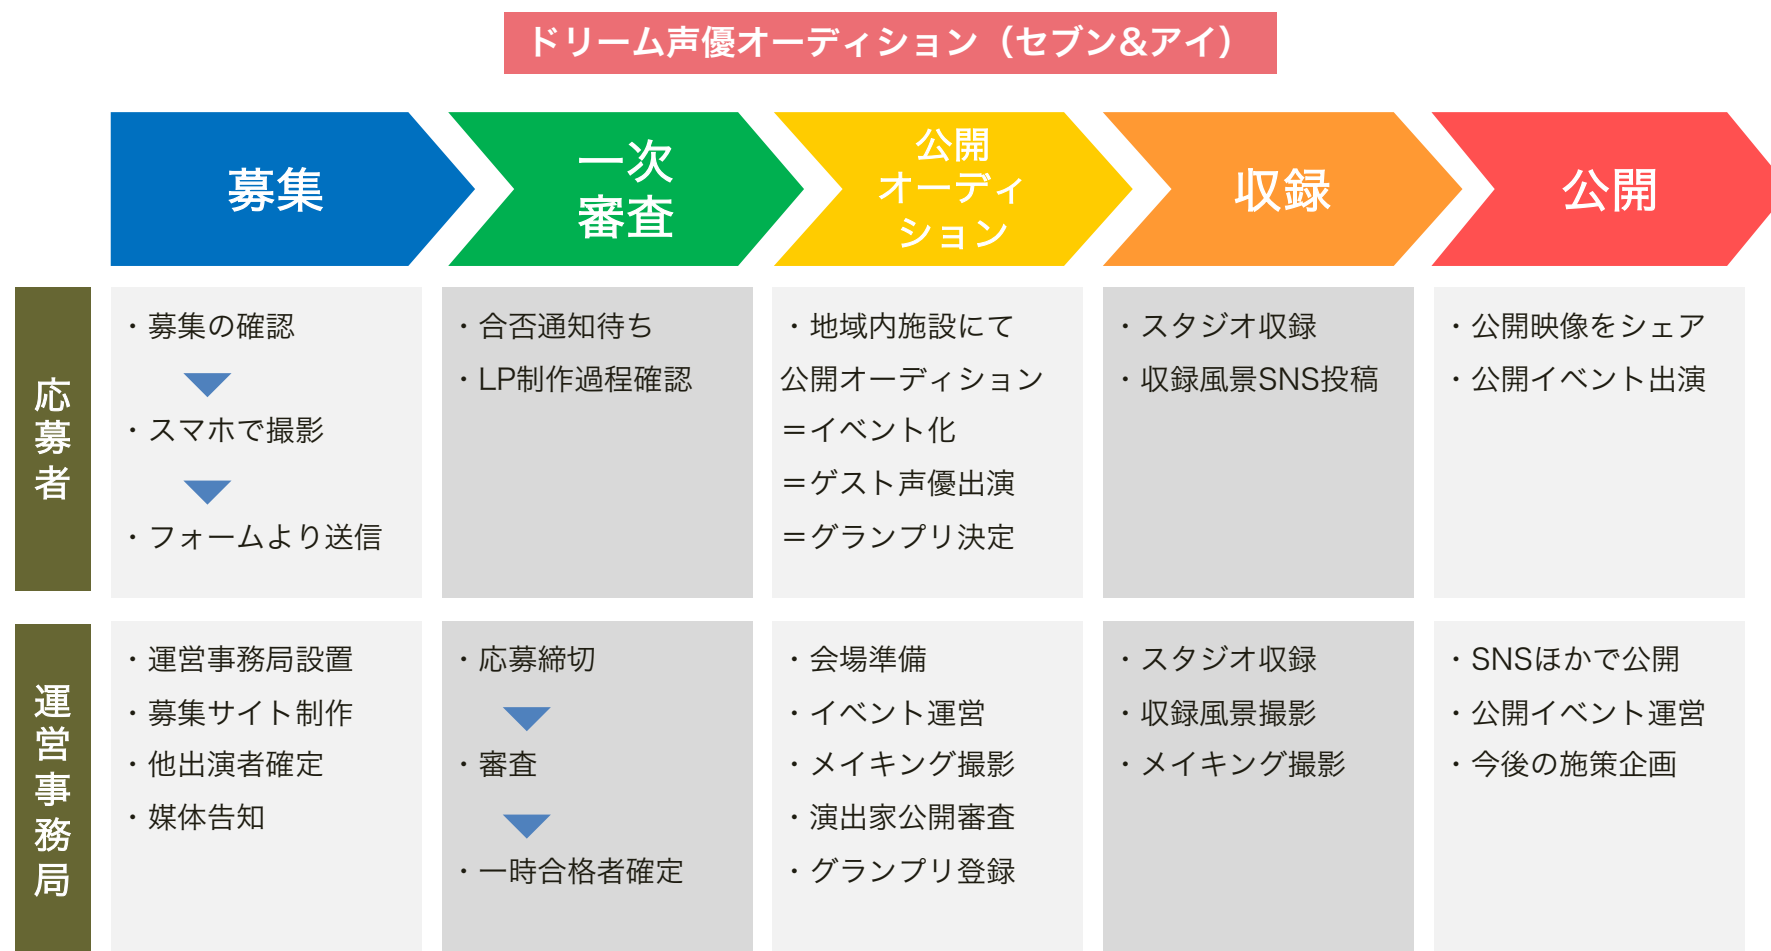 ドリーム声優オーディション（セブン&アイ）
募集
一次
審査
公開
オーディ
ション
収録
公開
応募者
・募集の確認
・スマホで撮影
・フォームより送信
・合否通知待ち
・LP制作過程確認
・地域内施設にて
公開オーディション
＝イベント化
＝ゲスト声優出演
＝グランプリ決定
・スタジオ収録
・収録風景SNS投稿
・公開映像をシェア
・公開イベント出演
運営事務局
・運営事務局設置
・募集サイト制作
・他出演者確定
・媒体告知
・応募締切
・審査
・一時合格者確定
・会場準備
・イベント運営
・メイキング撮影
・演出家公開審査
・グランプリ登録
・スタジオ収録
・収録風景撮影
・メイキング撮影
・SNSほかで公開
・公開イベント運営
・今後の施策企画